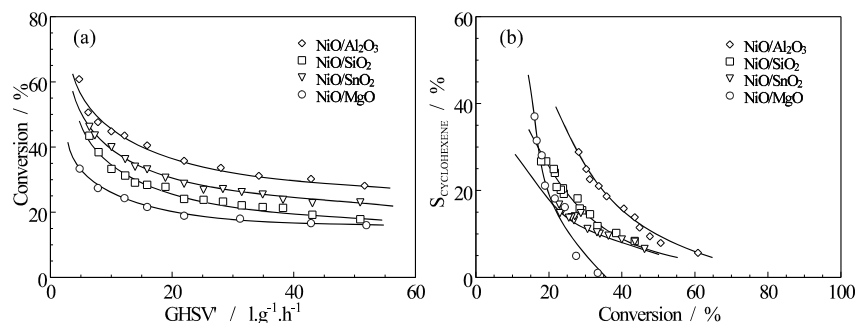 (a)
NiO/Al2O3
NiO/SiO2
NiO/SnO2
NiO/MgO
Conversion / %
80
60
40
20
0
0 20 40 60
GHSV' / l.g-1.h-1
(b)
NiO/Al2O3
NiO/SiO2
NiO/SnO2
NiO/MgO
SCYCLOHEXENE / %
60
40
20
0
0 20 40 60 80 100
Conversion / %